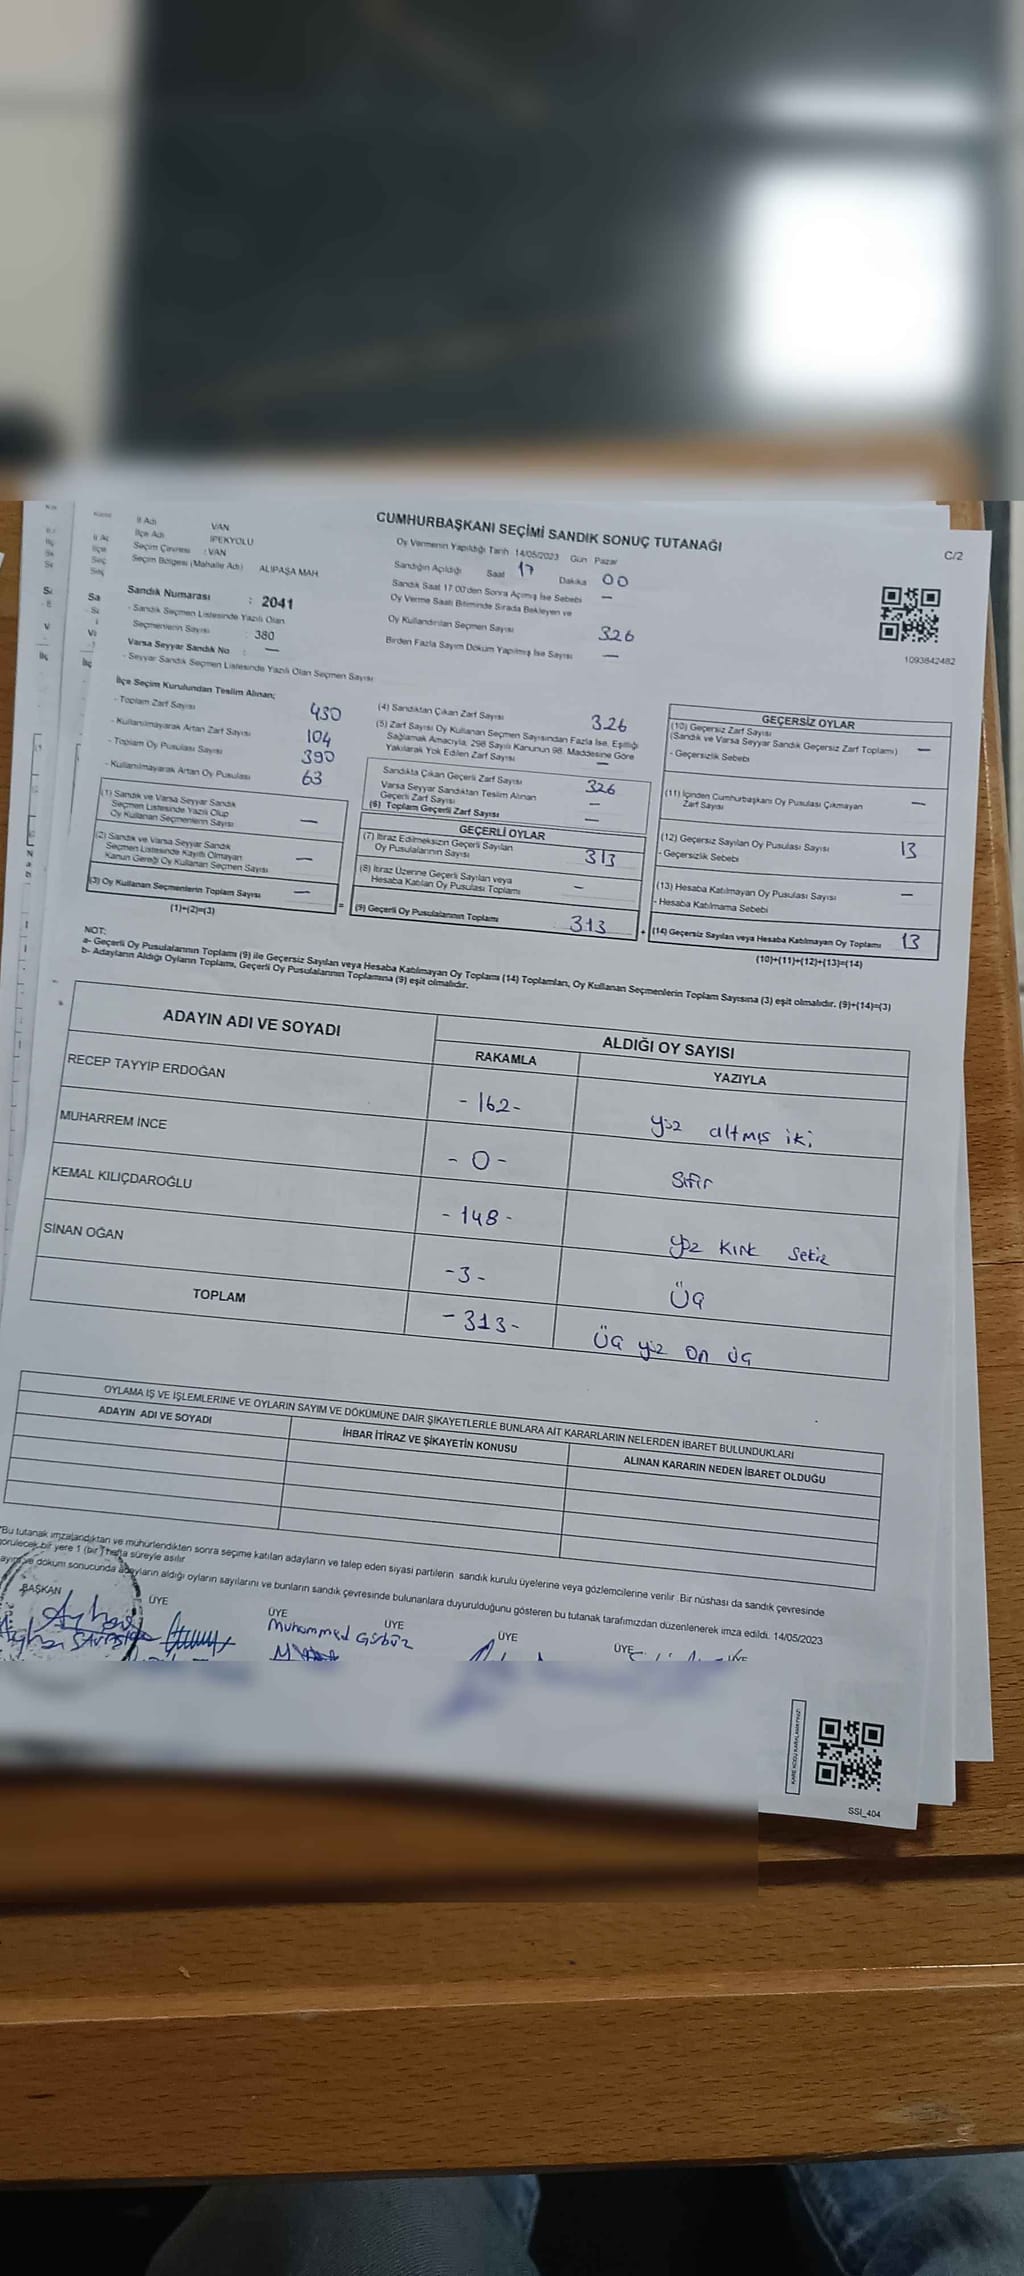 CUMHURBAŞKANI SEÇİMİ SANDIK SONUÇ TUTANAĞI
C/2
İl Adı VAN
İlçe Adı İPEKYOLU
Seçim Çevresi : VAN
Seçim Bölgesi (Mahalle Adı) ALİPAŞA MAH
Sandık Numarası : 2041
- Sandık Seçmen Listesinde Yazılı Olan
Seçmenlerin Sayısı : 380
Varsa Seyyar Sandık No : —
- Seyyar Sandık Seçmen Listesinde Yazılı Olan Seçmen Sayısı
Oy Vermenin Yapıldığı Tarih 14/05/2023 Gün Pazar
Sandığın Açıldığı Saat 17 Dakika 00
Sandık Saat 17:00'den Sonra Açılmış İse Sebebi —
Oy Verme Saati Bitiminde Sırada Bekleyen ve
Oy Kullandırılan Seçmen Sayısı 326
Birden Fazla Sayım Döküm Yapılmış İse Sayısı —
1093842482
İlçe Seçim Kurulundan Teslim Alınan;
- Toplam Zarf Sayısı 430
- Kullanılmayarak Artan Zarf Sayısı 104
- Toplam Oy Pusulası Sayısı 390
- Kullanılmayarak Artan Oy Pusulası 63
(1) Sandık ve Varsa Seyyar Sandık
Seçmen Listesinde Yazılı Olup
Oy Kullanan Seçmenlerin Sayısı —
(2) Sandık ve Varsa Seyyar Sandık
Seçmen Listesinde Kayıtlı Olmayan
Kanun Gereği Oy Kullanan Seçmen Sayısı —
(3) Oy Kullanan Seçmenlerin Toplam Sayısı —
(1)+(2)=(3)
(4) Sandıktan Çıkan Zarf Sayısı 326
(5) Zarf Sayısı Oy Kullanan Seçmen Sayısından Fazla İse, Eşitliği
Sağlamak Amacıyla, 298 Sayılı Kanunun 98. Maddesine Göre
Yakılarak Yok Edilen Zarf Sayısı —
Sandıkta Çıkan Geçerli Zarf Sayısı 326
Varsa Seyyar Sandıktan Teslim Alınan
Geçerli Zarf Sayısı —
(6) Toplam Geçerli Zarf Sayısı —
GEÇERLİ OYLAR
(7) İtiraz Edilmeksizin Geçerli Sayılan
Oy Pusulalarının Sayısı 313
(8) İtiraz Üzerine Geçerli Sayılan veya
Hesaba Katılan Oy Pusulası Toplamı —
= (9) Geçerli Oy Pusulalarının Toplamı 313
GEÇERSİZ OYLAR
(10) Geçersiz Zarf Sayısı
(Sandık ve Varsa Seyyar Sandık Geçersiz Zarf Toplamı) —
- Geçersizlik Sebebi
(11) İçinden Cumhurbaşkanı Oy Pusulası Çıkmayan
Zarf Sayısı —
(12) Geçersiz Sayılan Oy Pusulası Sayısı 13
- Geçersizlik Sebebi
(13) Hesaba Katılmayan Oy Pusulası Sayısı —
- Hesaba Katılmama Sebebi
+ (14) Geçersiz Sayılan veya Hesaba Katılmayan Oy Toplamı 13
(10)+(11)+(12)+(13)=(14)
NOT:
a- Geçerli Oy Pusulalarının Toplamı (9) ile Geçersiz Sayılan veya Hesaba Katılmayan Oy Toplamı (14) Toplamları, Oy Kullanan Seçmenlerin Toplam Sayısına (3) eşit olmalıdır. (9)+(14)=(3)
b- Adayların Aldığı Oyların Toplamı, Geçerli Oy Pusulalarının Toplamına (9) eşit olmalıdır.
ADAYIN ADI VE SOYADI ALDIĞI OY SAYISI
RAKAMLA YAZIYLA
RECEP TAYYİP ERDOĞAN -162- yüz altmış iki
MUHARREM İNCE -0- Sıfır
KEMAL KILIÇDAROĞLU -148- yüz kırk sekiz
SİNAN OĞAN -3- Üç
TOPLAM -313- Üç yüz on üç
OYLAMA İŞ VE İŞLEMLERİNE VE OYLARIN SAYIM VE DÖKÜMÜNE DAİR ŞİKAYETLERLE BUNLARA AİT KARARLARIN NELERDEN İBARET BULUNDUKLARI
ADAYIN ADI VE SOYADI İHBAR İTİRAZ VE ŞİKAYETİN KONUSU ALINAN KARARIN NEDEN İBARET OLDUĞU
*Bu tutanak imzalandıktan ve mühürlendikten sonra seçime katılan adayların ve talep eden siyasi partilerin sandık kurulu üyelerine veya gözlemcilerine verilir. Bir nüshası da sandık çevresinde
görülecek bir yere 1 (bir) hafta süreyle asılır
ayım ve döküm sonucunda adayların aldığı oyların sayılarını ve bunların sandık çevresinde bulunanlara duyurulduğunu gösteren bu tutanak tarafımızdan düzenlenerek imza edildi. 14/05/2023
BAŞKAN ÜYE ÜYE ÜYE ÜYE ÜYE ÜYE
Muhammed Gürbüz
SSI_404